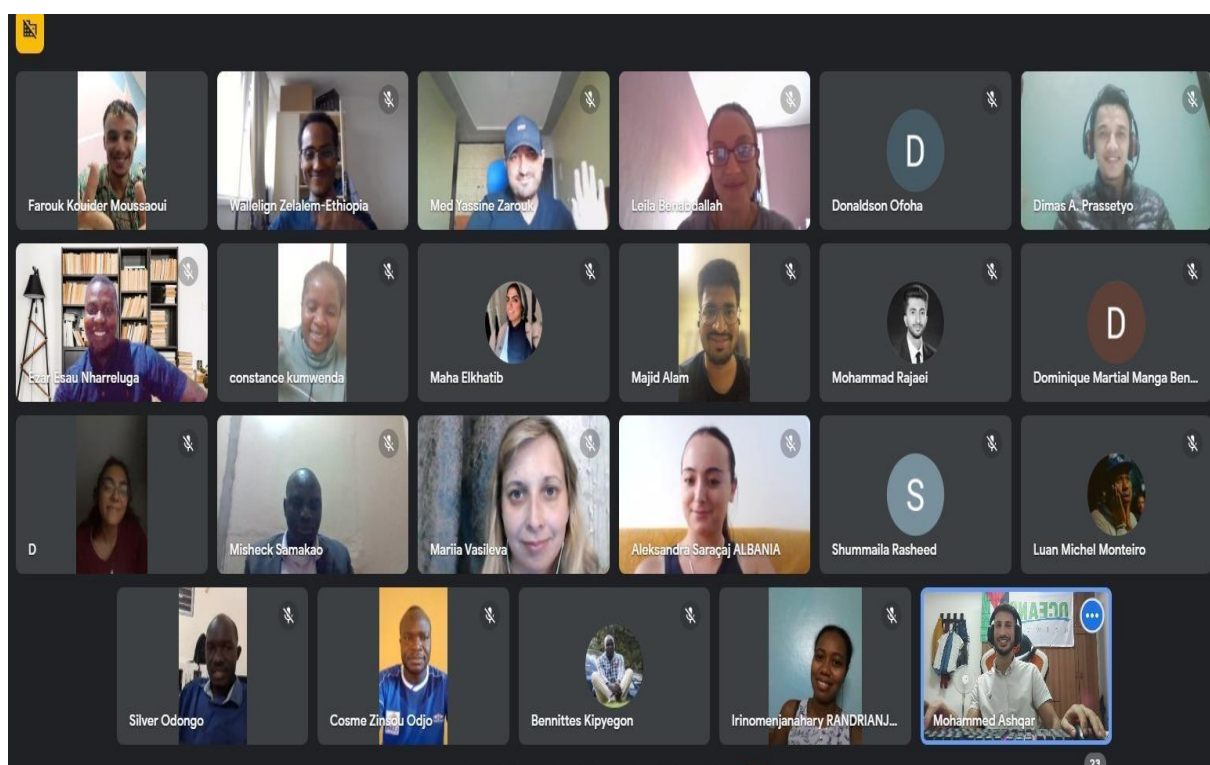 Farouk Kouider Moussaoui
Wallelign Zelalem-Ethiopia
Med Yassine Zarouk
Leila Benabdallah
D
Donaldson Ofoha
Dimas A. Prassetyo
Ezar Esau Nharreluga
constance kumwenda
Maha Elkhatib
Majid Alam
Mohammad Rajaei
D
Dominique Martial Manga Ben...
D
Misheck Samakao
Mariia Vasileva
Aleksandra Saraçaj ALBANIA
S
Shummaila Rasheed
Luan Michel Monteiro
Silver Odongo
Cosme Zinsou Odjo
Bennittes Kipyegon
Irinomenjanahary RANDRIANJ...
OCEANS
Mohammed Ashqar
23